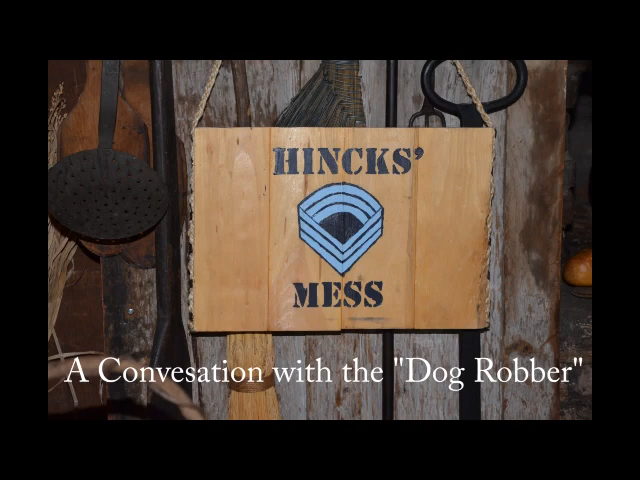 HINCKS’
MESS
A Convesation with the "Dog Robber"